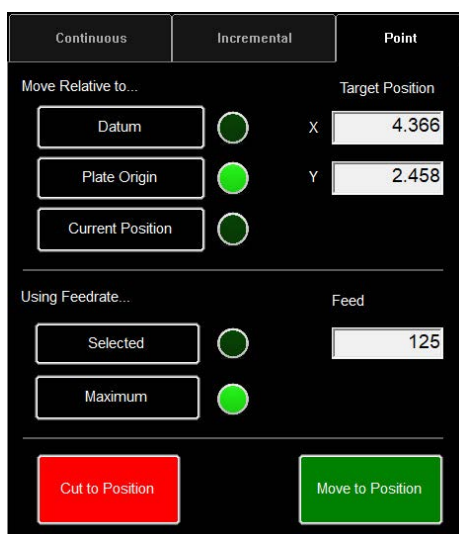 Continuous Incremental Point
Move Relative to... Target Position
Datum X 4.366
Plate Origin Y 2.458
Current Position
Using Feedrate... Feed
Selected 125
Maximum
Cut to Position Move to Position